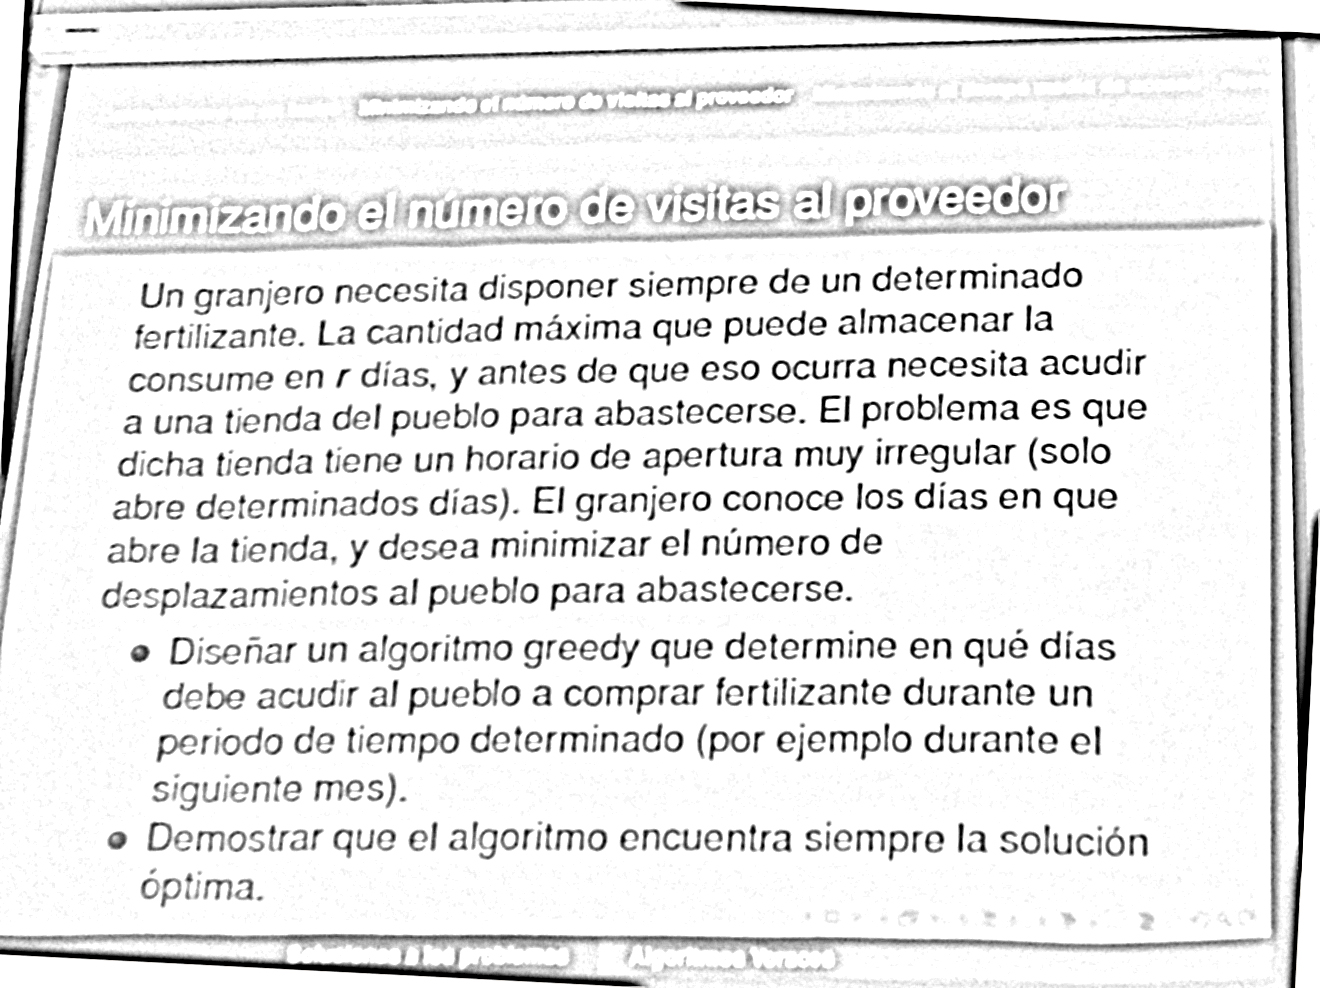 Minimizando el número de visitas al proveedor
Minimizando el número de visitas al proveedor
Un granjero necesita disponer siempre de un determinado
fertilizante. La cantidad máxima que puede almacenar la
consume en r días, y antes de que eso ocurra necesita acudir
a una tienda del pueblo para abastecerse. El problema es que
dicha tienda tiene un horario de apertura muy irregular (solo
abre determinados días). El granjero conoce los días en que
abre la tienda, y desea minimizar el número de
desplazamientos al pueblo para abastecerse.
Diseñar un algoritmo greedy que determine en qué días
debe acudir al pueblo a comprar fertilizante durante un
periodo de tiempo determinado (por ejemplo durante el
siguiente mes).
Demostrar que el algoritmo encuentra siempre la solución
óptima.
Soluciones a los problemas Algoritmos Voraces